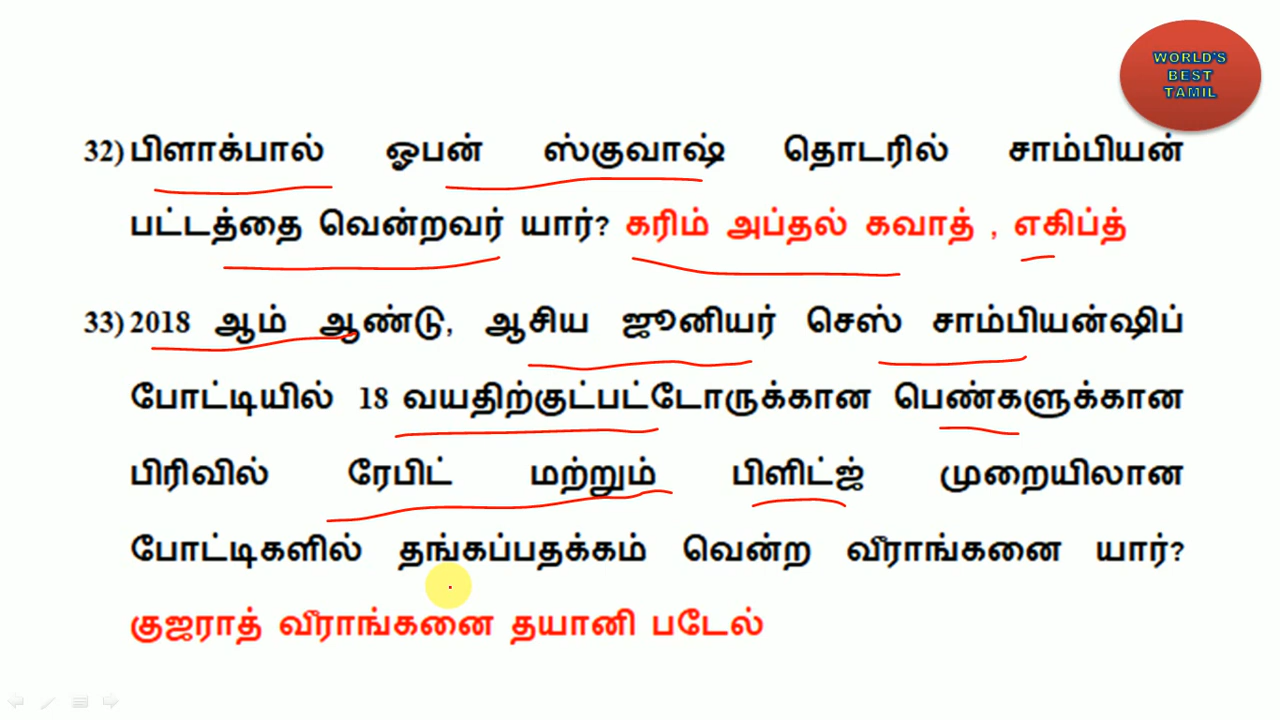 WORLD'S
BEST
TAMIL
32) பிளாக்பால் ஓபன் ஸ்குவாஷ் தொடரில் சாம்பியன்
பட்டத்தை வென்றவர் யார்? கரிம் அப்தல் கவாத் , எகிப்த்
33) 2018 ஆம் ஆண்டு, ஆசிய ஜூனியர் செஸ் சாம்பியன்ஷிப்
போட்டியில் 18 வயதிற்குட்பட்டோருக்கான பெண்களுக்கான
பிரிவில் ரேபிட் மற்றும் பிளிட்ஜ் முறையிலான
போட்டிகளில் தங்கப்பதக்கம் வென்ற வீராங்கனை யார்?
குஜராத் வீராங்கனை தயானி படேல்